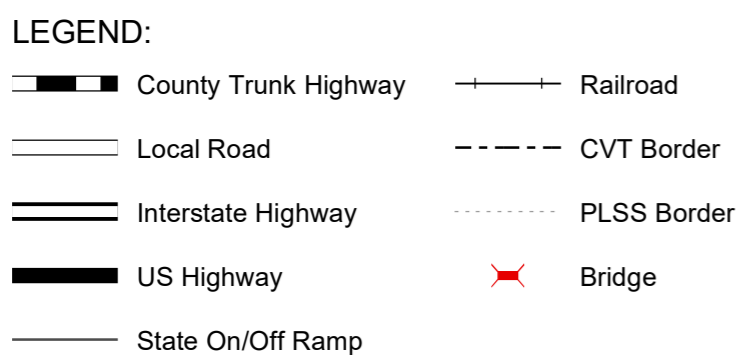 LEGEND:
County Trunk Highway
Local Road
Interstate Highway
US Highway
State On/Off Ramp
Railroad
CVT Border
PLSS Border
Bridge